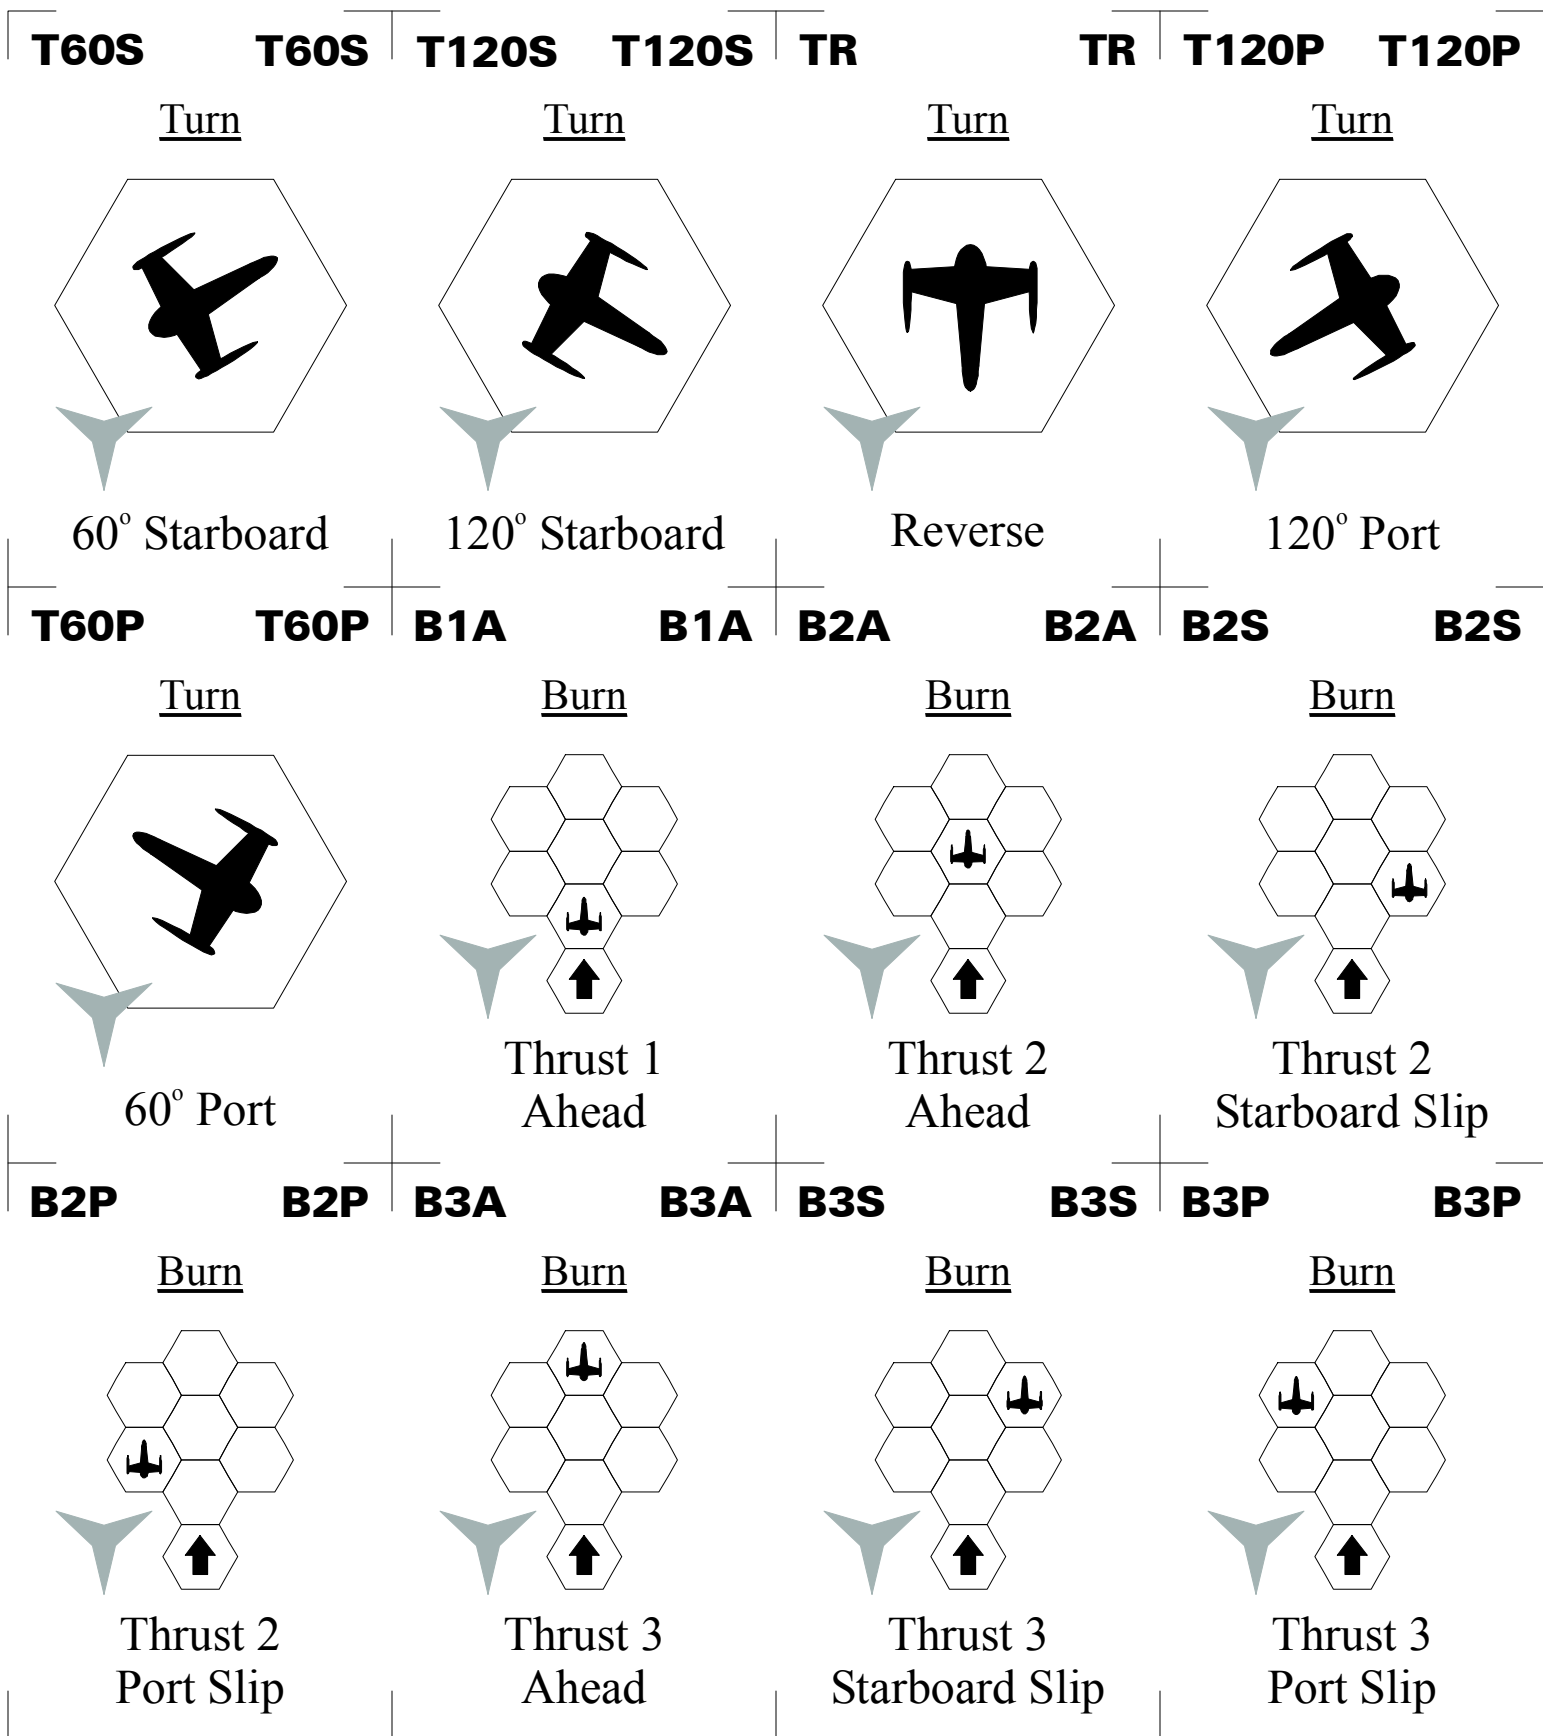 T60S T60S T120S T120S TR TR T120P T120P
Turn Turn Turn Turn
60° Starboard 120° Starboard Reverse 120° Port
T60P T60P B1A B1A B2A B2A B2S B2S
Turn Burn Burn Burn
60° Port
Thrust 1 Thrust 2 Thrust 2
Ahead Ahead Starboard Slip
B2P B2P B3A B3A B3S B3S B3P B3P
Burn Burn Burn Burn
Thrust 2 Thrust 3 Thrust 3 Thrust 3
Port Slip Ahead Starboard Slip Port Slip